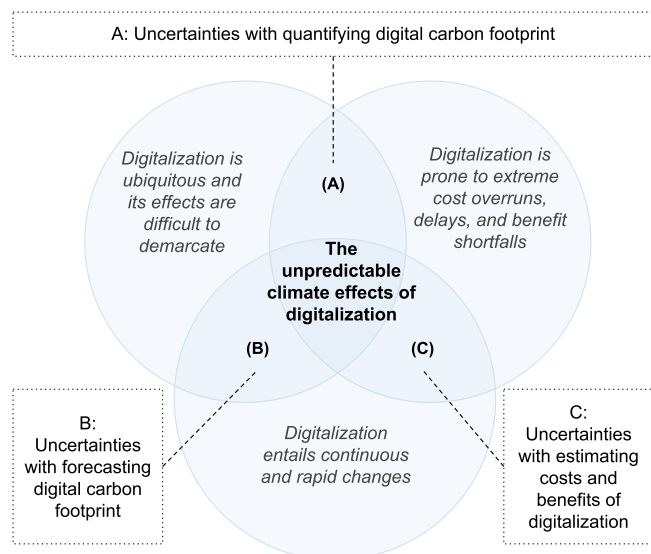 A: Uncertainties with quantifying digital carbon footprint
Digitalization is
ubiquitous and
its effects are
difficult to
demarcate
Digitalization is
prone to extreme
cost overruns,
delays, and benefit
shortfalls
(A)
The
unpredictable
climate effects of
digitalization
(B)
(C)
B:
Uncertainties
with forecasting
digital carbon
footprint
Digitalization
entails continuous
and rapid changes
C:
Uncertainties
with estimating
costs and
benefits of
digitalization